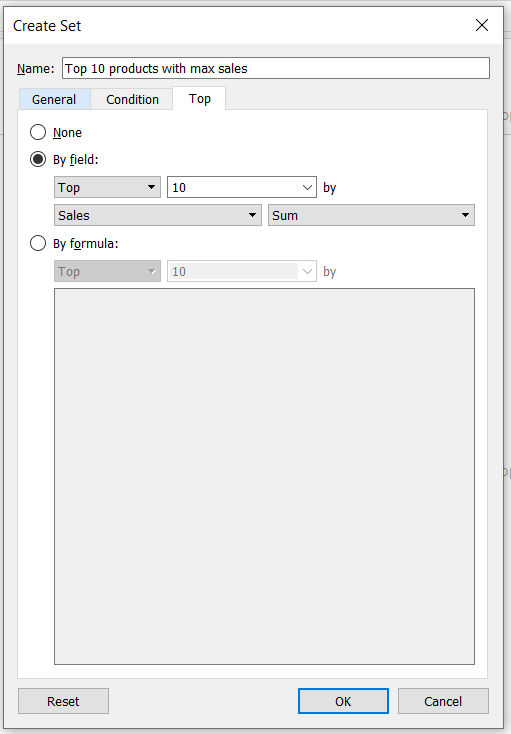 Create Set
Name: Top 10 products with max sales
General Condition Top
None
By field:
Top 10 by
Sales Sum
By formula:
Top 10 by
Reset OK Cancel